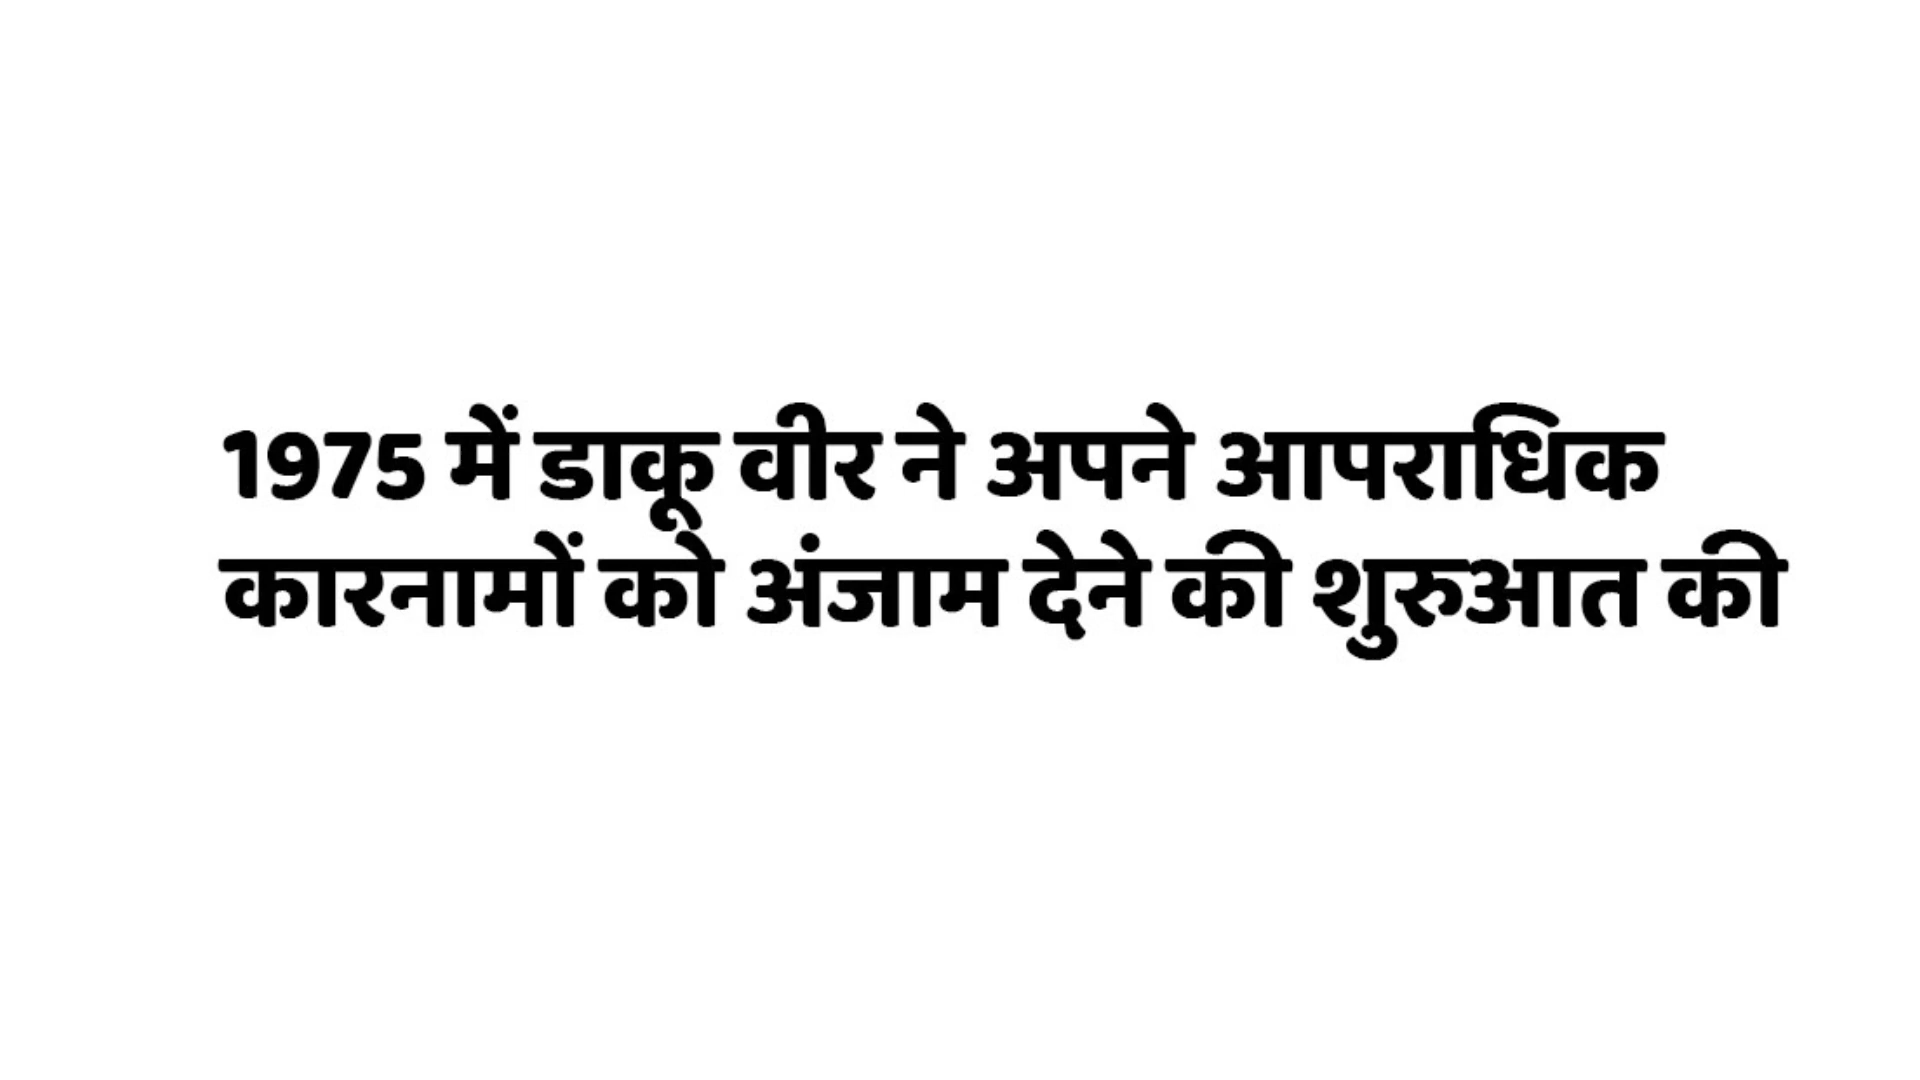 1975 में डाकू वीर ने अपने आपराधिक
कारनामों को अंजाम देने की शुरुआत की